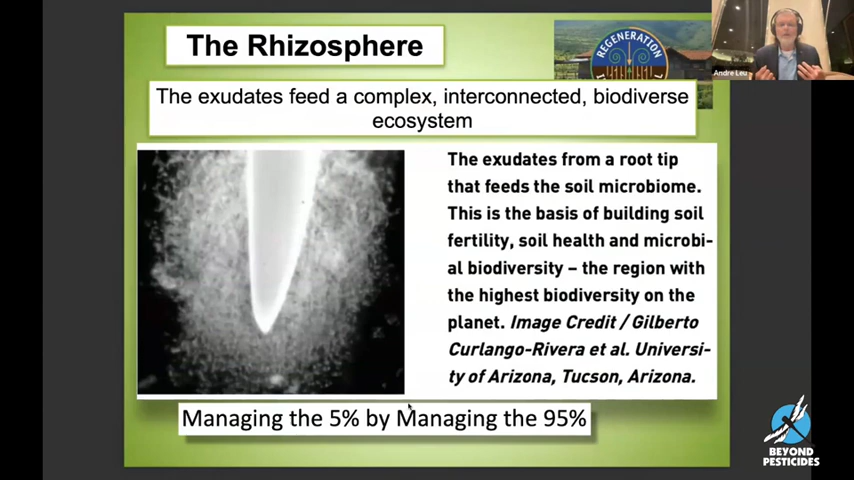 The Rhizosphere
REGENERATION
Andre Leu
The exudates feed a complex, interconnected, biodiverse
ecosystem
The exudates from a root tip
that feeds the soil microbiome.
This is the basis of building soil
fertility, soil health and microbi-
al biodiversity – the region with
the highest biodiversity on the
planet. Image Credit / Gilberto
Curlango-Rivera et al. Universi-
ty of Arizona, Tucson, Arizona.
Managing the 5% by Managing the 95%
BEYOND
PESTICIDES